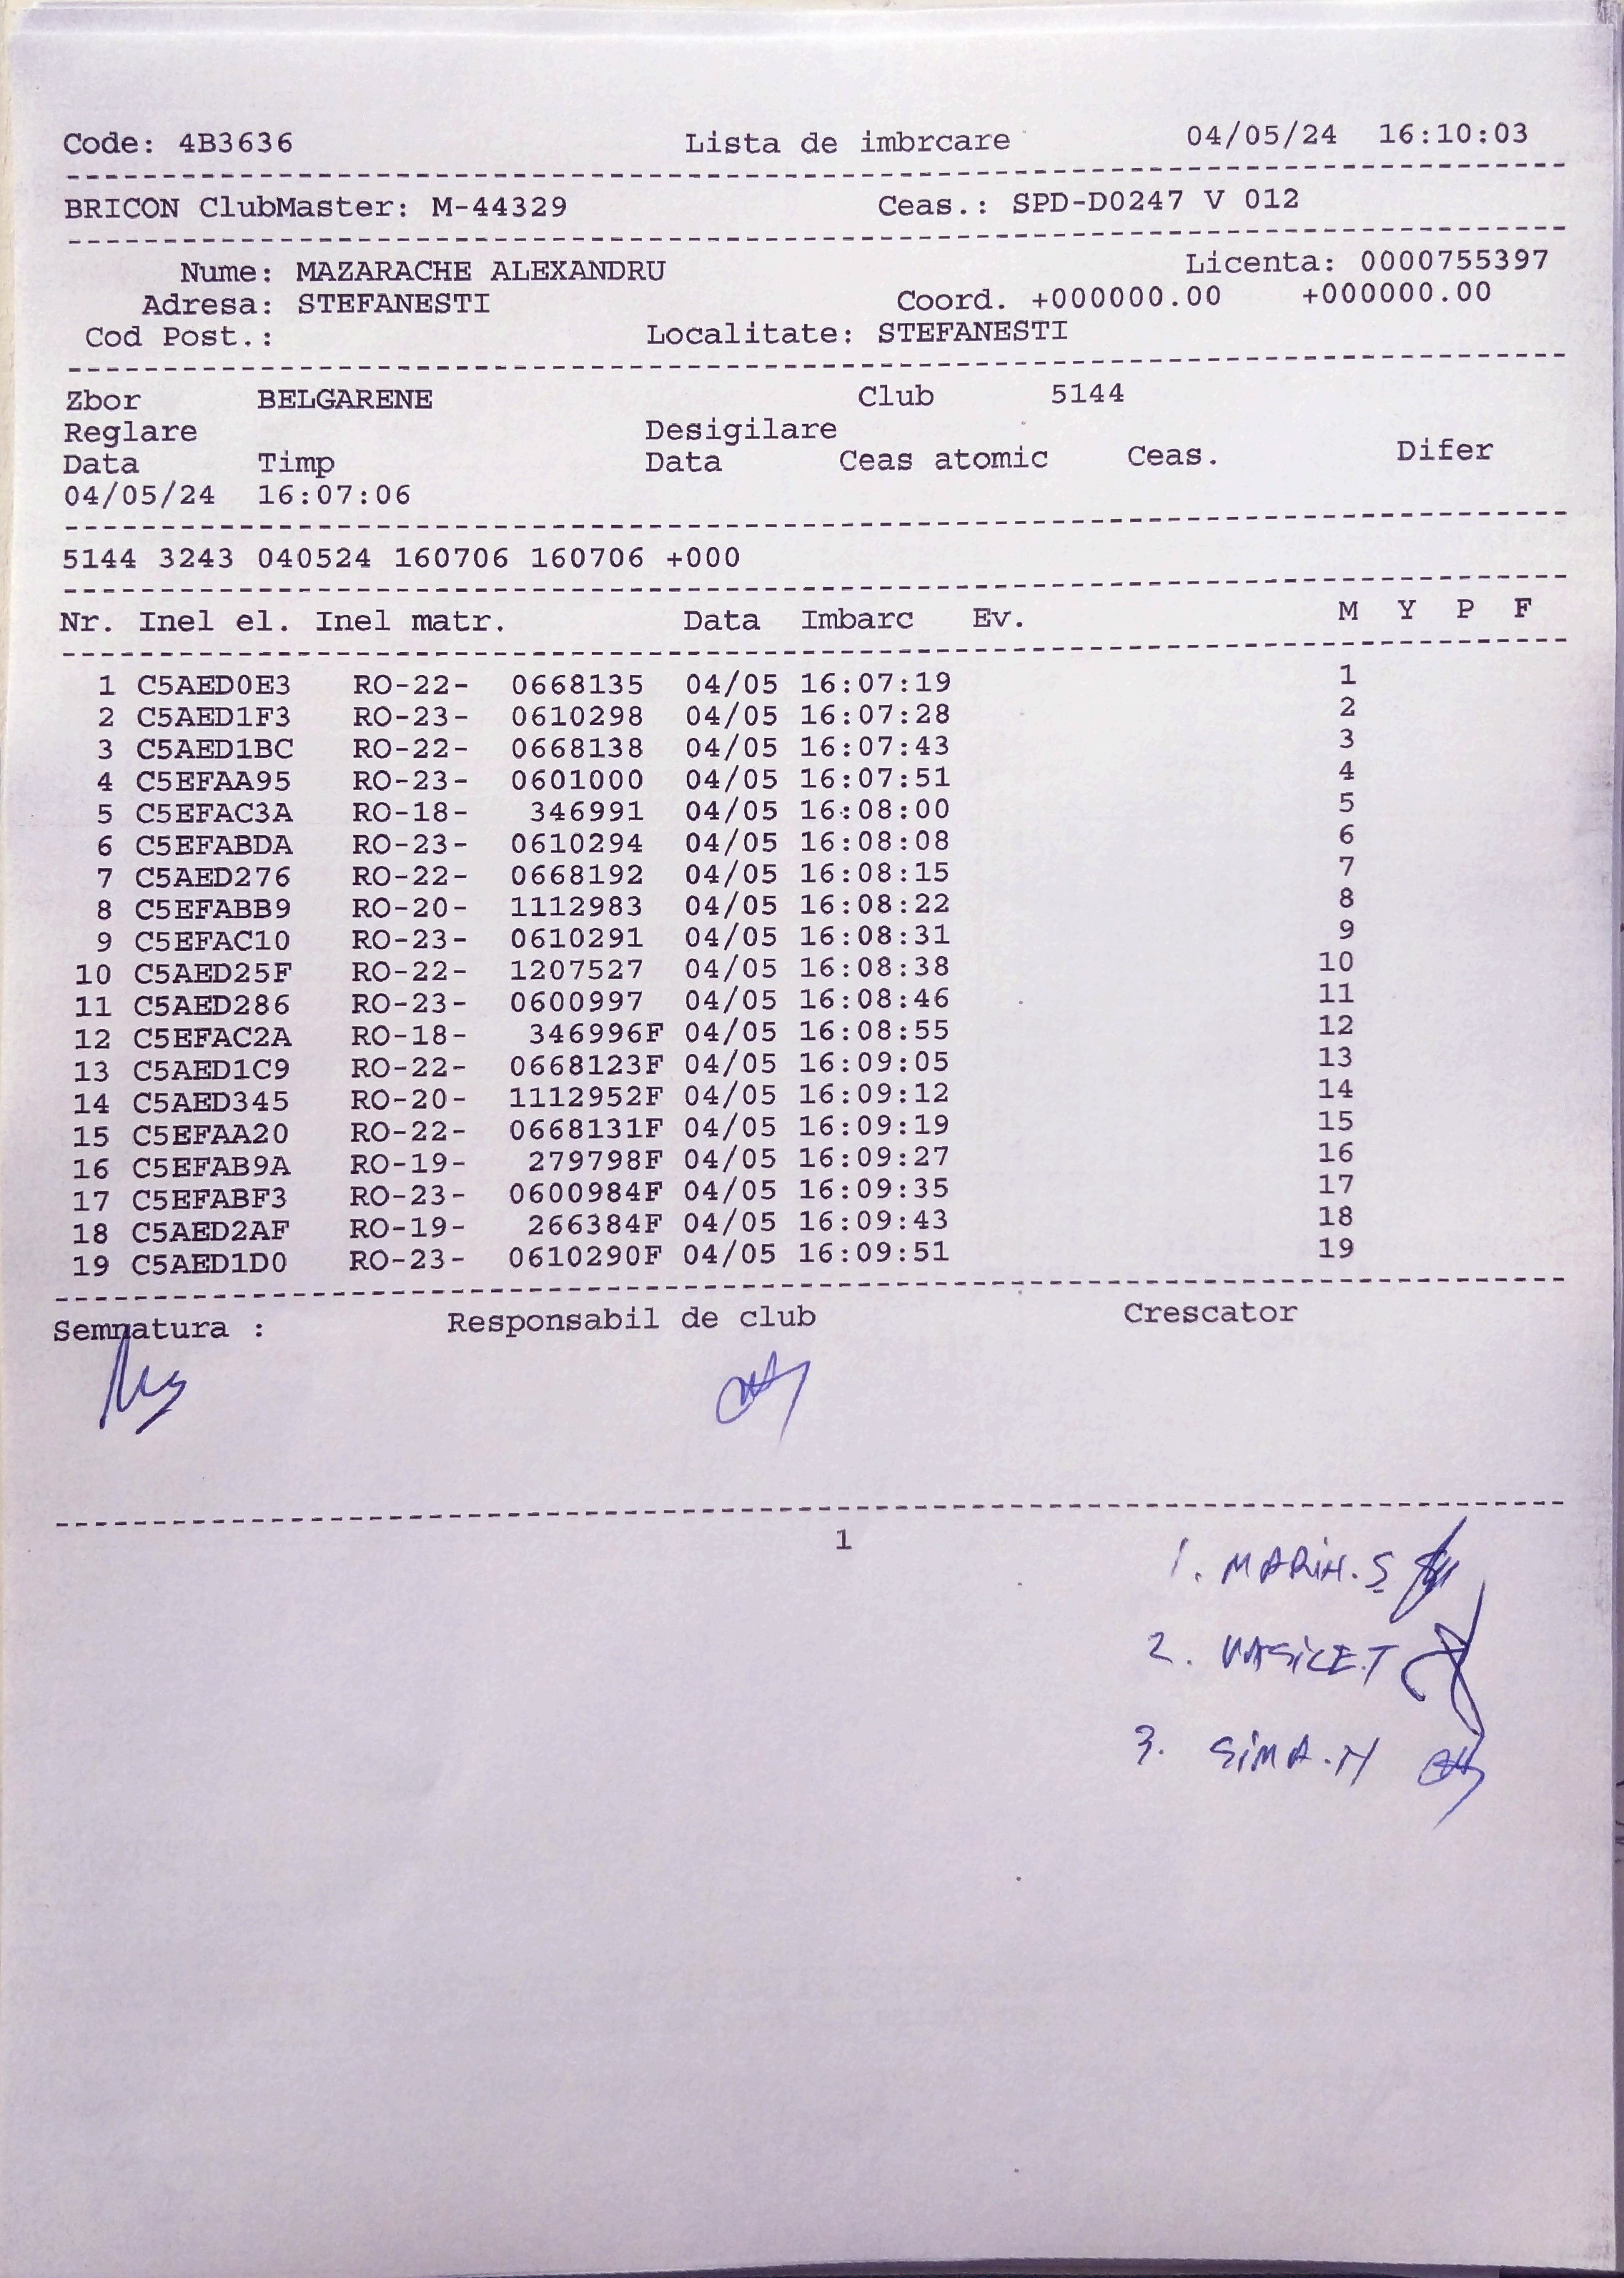 Code: 4B3636 Lista de imbrcare 04/05/24 16:10:03
BRICON ClubMaster: M-44329 Ceas.: SPD-D0247 V 012
Nume: MAZARACHE ALEXANDRU Licenta: 0000755397
Adresa: STEFANESTI Coord. +000000.00 +000000.00
Cod Post.: Localitate: STEFANESTI
Zbor BELGARENE Club 5144
Reglare Desigilare
Data Timp Data Ceas atomic Ceas. Difer
04/05/24 16:07:06
5144 3243 040524 160706 160706 +000
Nr. Inel el. Inel matr. Data Imbarc Ev. M Y P F
1 C5AED0E3 RO-22- 0668135 04/05 16:07:19 1
2 C5AED1F3 RO-23- 0610298 04/05 16:07:28 2
3 C5AED1BC RO-22- 0668138 04/05 16:07:43 3
4 C5EFAA95 RO-23- 0601000 04/05 16:07:51 4
5 C5EFAC3A RO-18- 346991 04/05 16:08:00 5
6 C5EFABDA RO-23- 0610294 04/05 16:08:08 6
7 C5AED276 RO-22- 0668192 04/05 16:08:15 7
8 C5EFABB9 RO-20- 1112983 04/05 16:08:22 8
9 C5EFAC10 RO-23- 0610291 04/05 16:08:31 9
10 C5AED25F RO-22- 1207527 04/05 16:08:38 10
11 C5AED286 RO-23- 0600997 04/05 16:08:46 11
12 C5EFAC2A RO-18- 346996F 04/05 16:08:55 12
13 C5AED1C9 RO-22- 0668123F 04/05 16:09:05 13
14 C5AED345 RO-20- 1112952F 04/05 16:09:12 14
15 C5EFAA20 RO-22- 0668131F 04/05 16:09:19 15
16 C5EFAB9A RO-19- 279798F 04/05 16:09:27 16
17 C5EFABF3 RO-23- 0600984F 04/05 16:09:35 17
18 C5AED2AF RO-19- 266384F 04/05 16:09:43 18
19 C5AED1D0 RO-23- 0610290F 04/05 16:09:51 19
Semnatura : Responsabil de club Crescator
1
1. MARIN.S
2. VASILE.T
3. SIMA.N